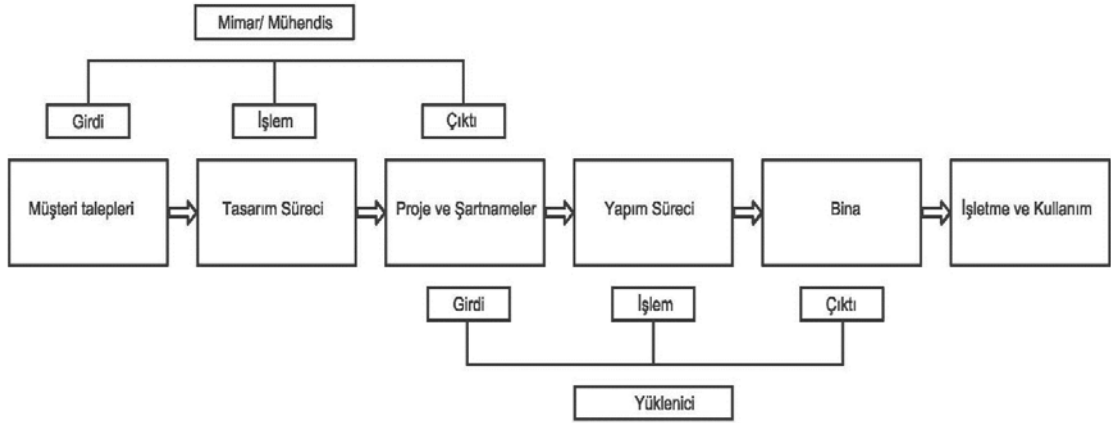 Mimar/ Mühendis
Girdi
İşlem
Çıktı
Müşteri talepleri
Tasarım Süreci
Proje ve Şartnameler
Yapım Süreci
Bina
İşletme ve Kullanım
Girdi
İşlem
Çıktı
Yüklenici